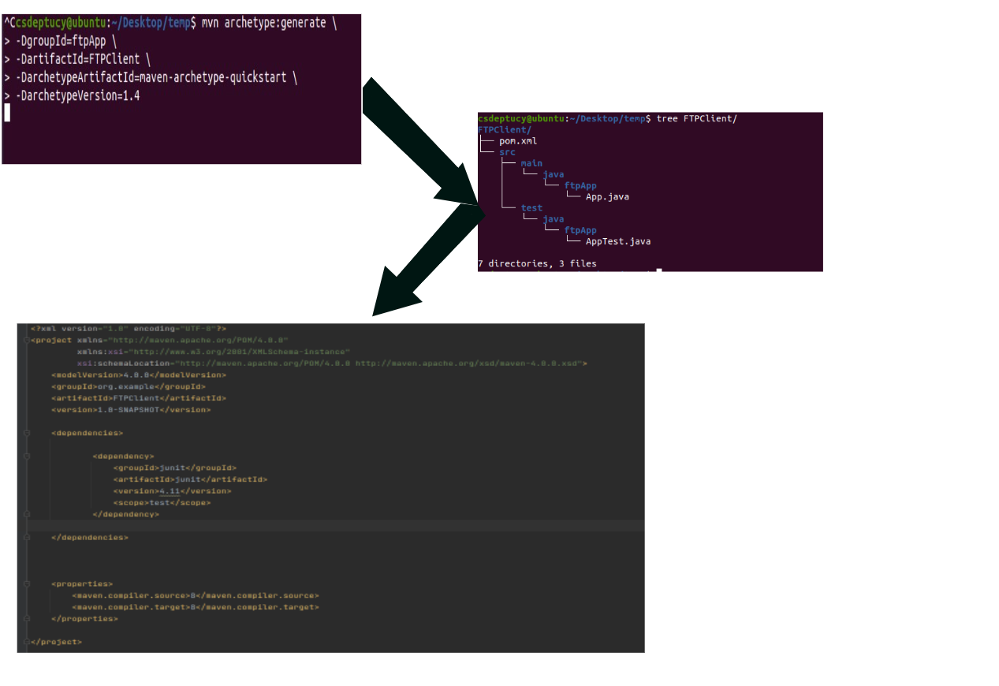 ^Ccsdeptucy@ubuntu:~/Desktop/temp$ mvn archetype:generate \
> -DgroupId=ftpApp \
> -DartifactId=FTPClient \
> -DarchetypeArtifactId=maven-archetype-quickstart \
> -DarchetypeVersion=1.4
csdeptucy@ubuntu:~/Desktop/temp$ tree FTPClient/
FTPClient/
├── pom.xml
└── src
    ├── main
    │   └── java
    │       └── ftpApp
    │           └── App.java
    └── test
        └── java
            └── ftpApp
                └── AppTest.java
7 directories, 3 files
<?xml version="1.0" encoding="UTF-8"?>
<project xmlns="http://maven.apache.org/POM/4.0.0"
         xmlns:xsi="http://www.w3.org/2001/XMLSchema-instance"
         xsi:schemaLocation="http://maven.apache.org/POM/4.0.0 http://maven.apache.org/xsd/maven-4.0.0.xsd">
    <modelVersion>4.0.0</modelVersion>
    <groupId>org.example</groupId>
    <artifactId>FTPClient</artifactId>
    <version>1.0-SNAPSHOT</version>
    <dependencies>
            <dependency>
                <groupId>junit</groupId>
                <artifactId>junit</artifactId>
                <version>4.11</version>
                <scope>test</scope>
            </dependency>
    </dependencies>
    <properties>
        <maven.compiler.source>8</maven.compiler.source>
        <maven.compiler.target>8</maven.compiler.target>
    </properties>
</project>